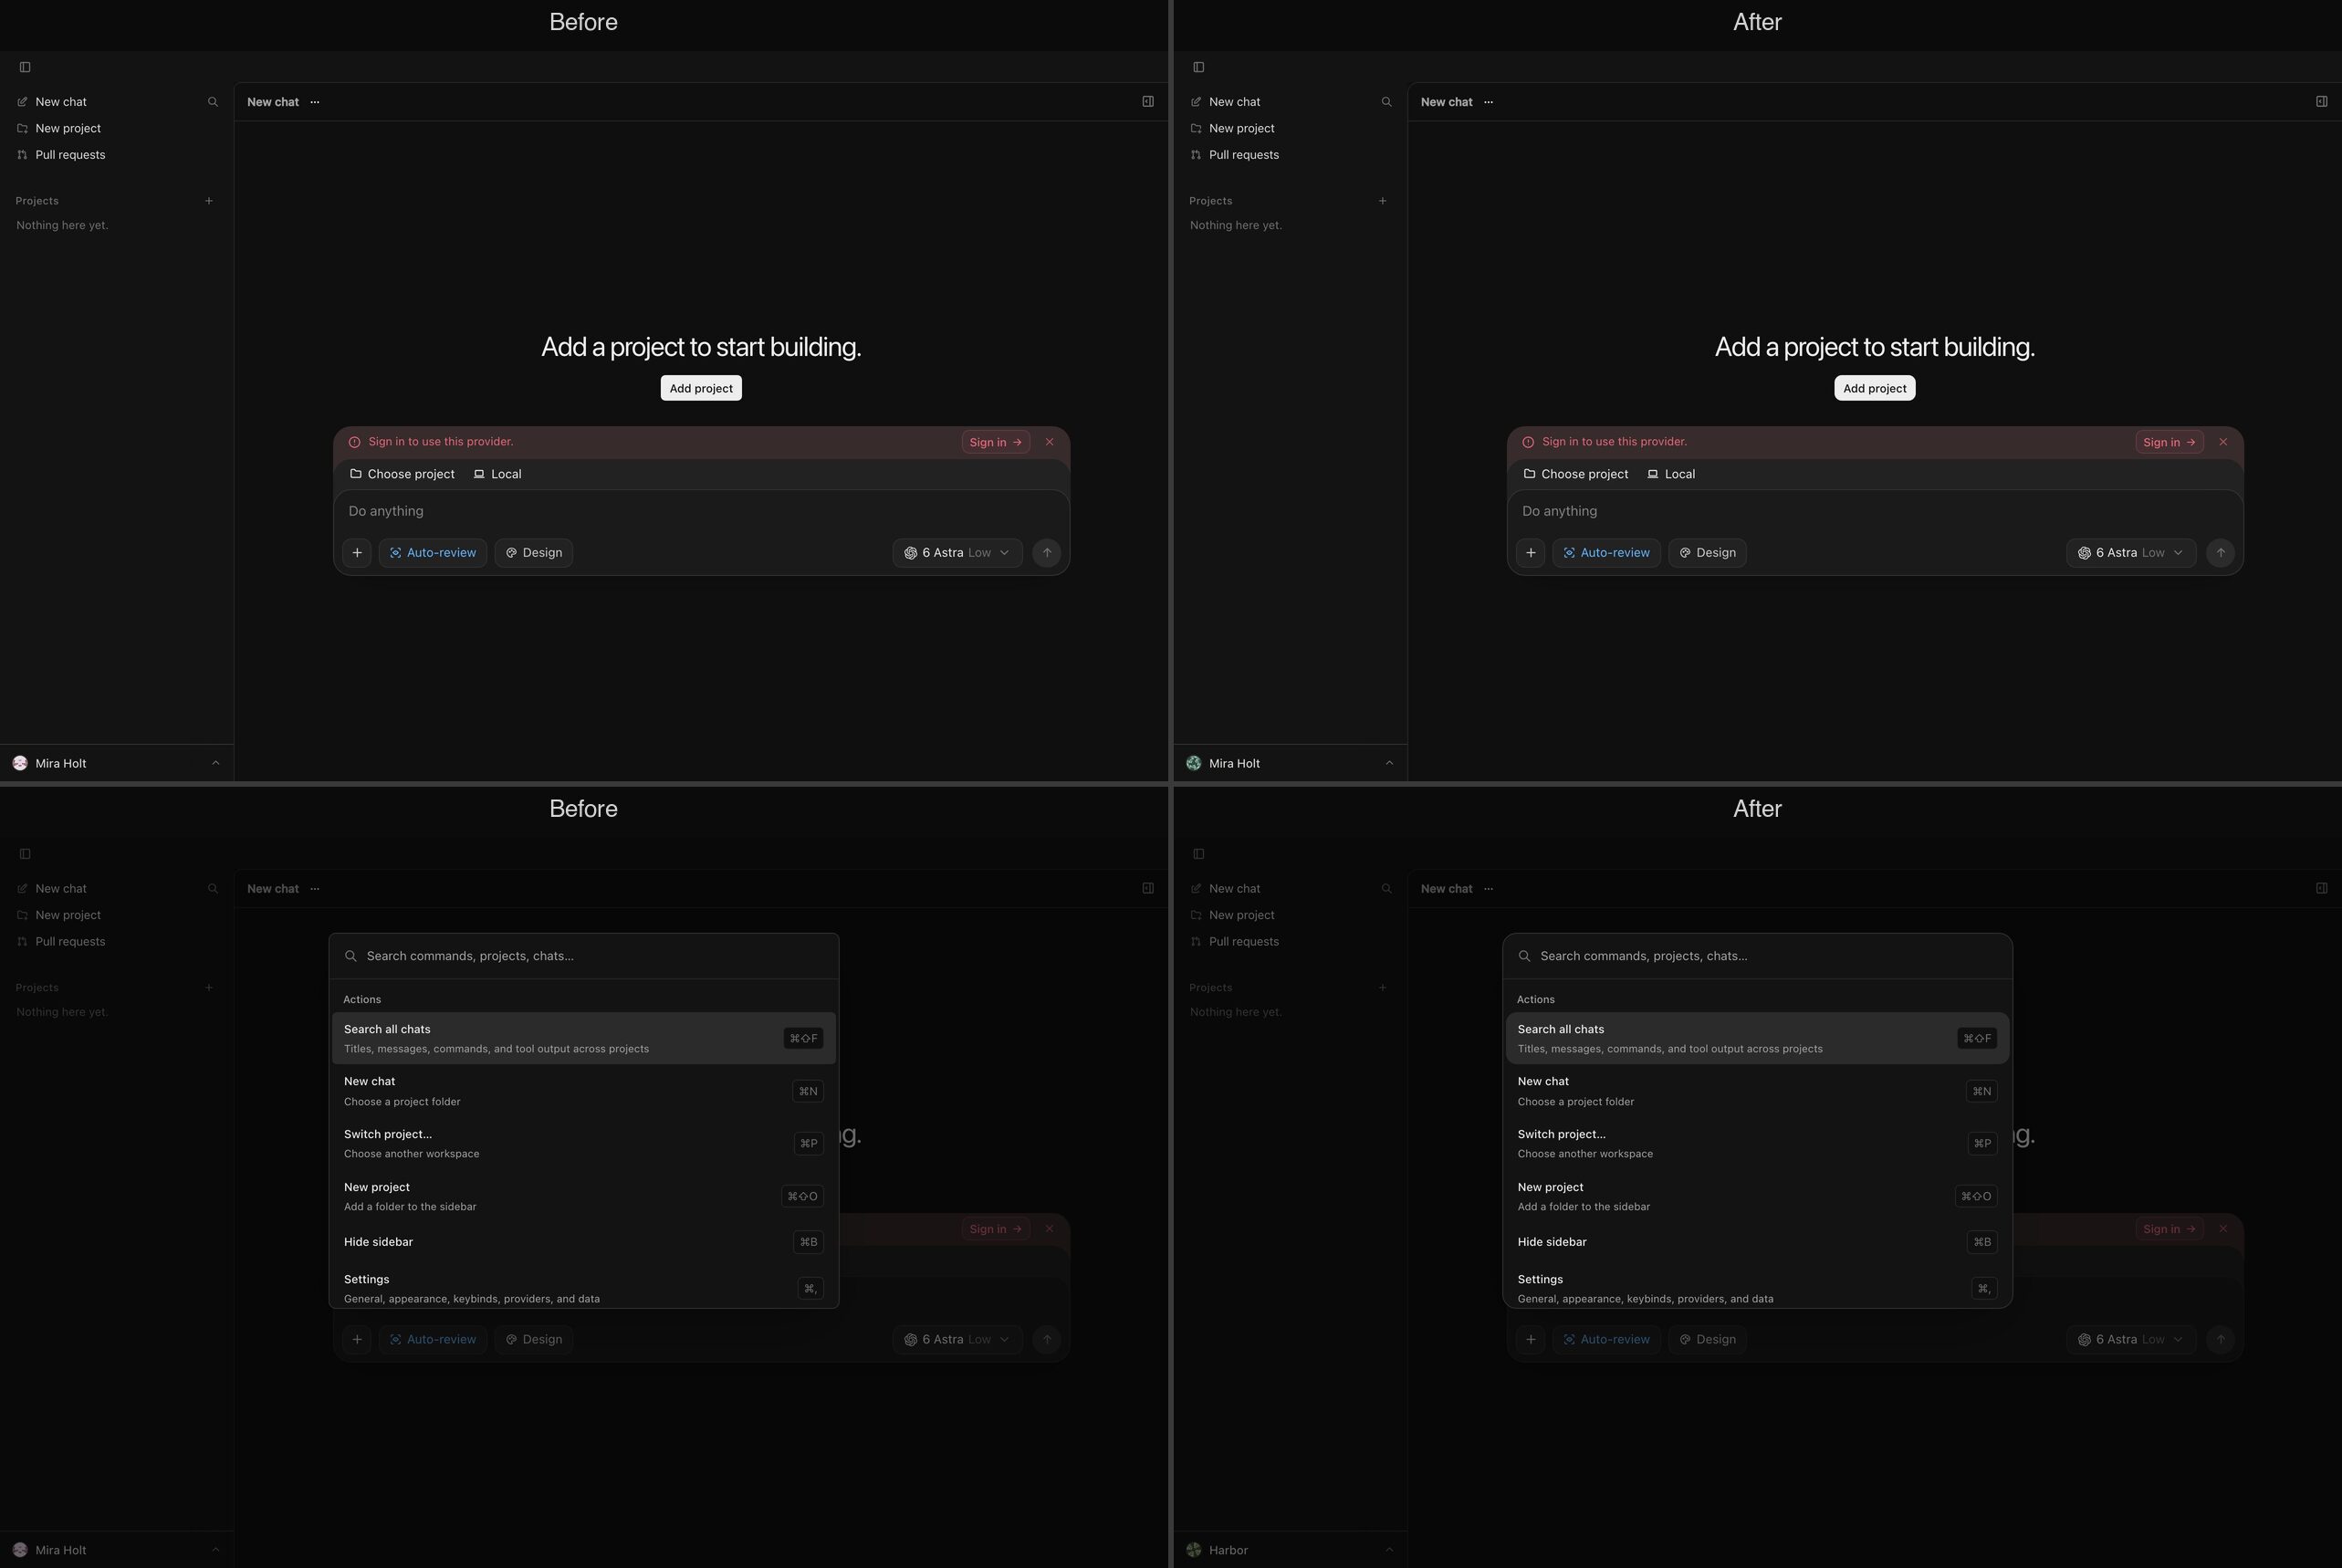 Before
New chat
New project
Pull requests
Projects
Nothing here yet.
Mira Holt
New chat ...
Add a project to start building.
Add project
Sign in to use this provider. Sign in →
Choose project Local
Do anything
Auto-review Design 6 Astra Low
After
New chat
New project
Pull requests
Projects
Nothing here yet.
Mira Holt
New chat ...
Add a project to start building.
Add project
Sign in to use this provider. Sign in →
Choose project Local
Do anything
Auto-review Design 6 Astra Low
Before
New chat
New project
Pull requests
Projects
Nothing here yet.
Mira Holt
New chat ...
Search commands, projects, chats...
Actions
Search all chats ⌘⇧F
Titles, messages, commands, and tool output across projects
New chat ⌘N
Choose a project folder
Switch project... ⌘P
Choose another workspace
New project ⌘⇧O
Add a folder to the sidebar
Hide sidebar ⌘B
Settings ⌘,
General, appearance, keybinds, providers, and data
g.
Sign in →
Auto-review Design 6 Astra Low
After
New chat
New project
Pull requests
Projects
Nothing here yet.
Harbor
New chat ...
Search commands, projects, chats...
Actions
Search all chats ⌘⇧F
Titles, messages, commands, and tool output across projects
New chat ⌘N
Choose a project folder
Switch project... ⌘P
Choose another workspace
New project ⌘⇧O
Add a folder to the sidebar
Hide sidebar ⌘B
Settings ⌘,
General, appearance, keybinds, providers, and data
g.
Sign in →
Auto-review Design 6 Astra Low